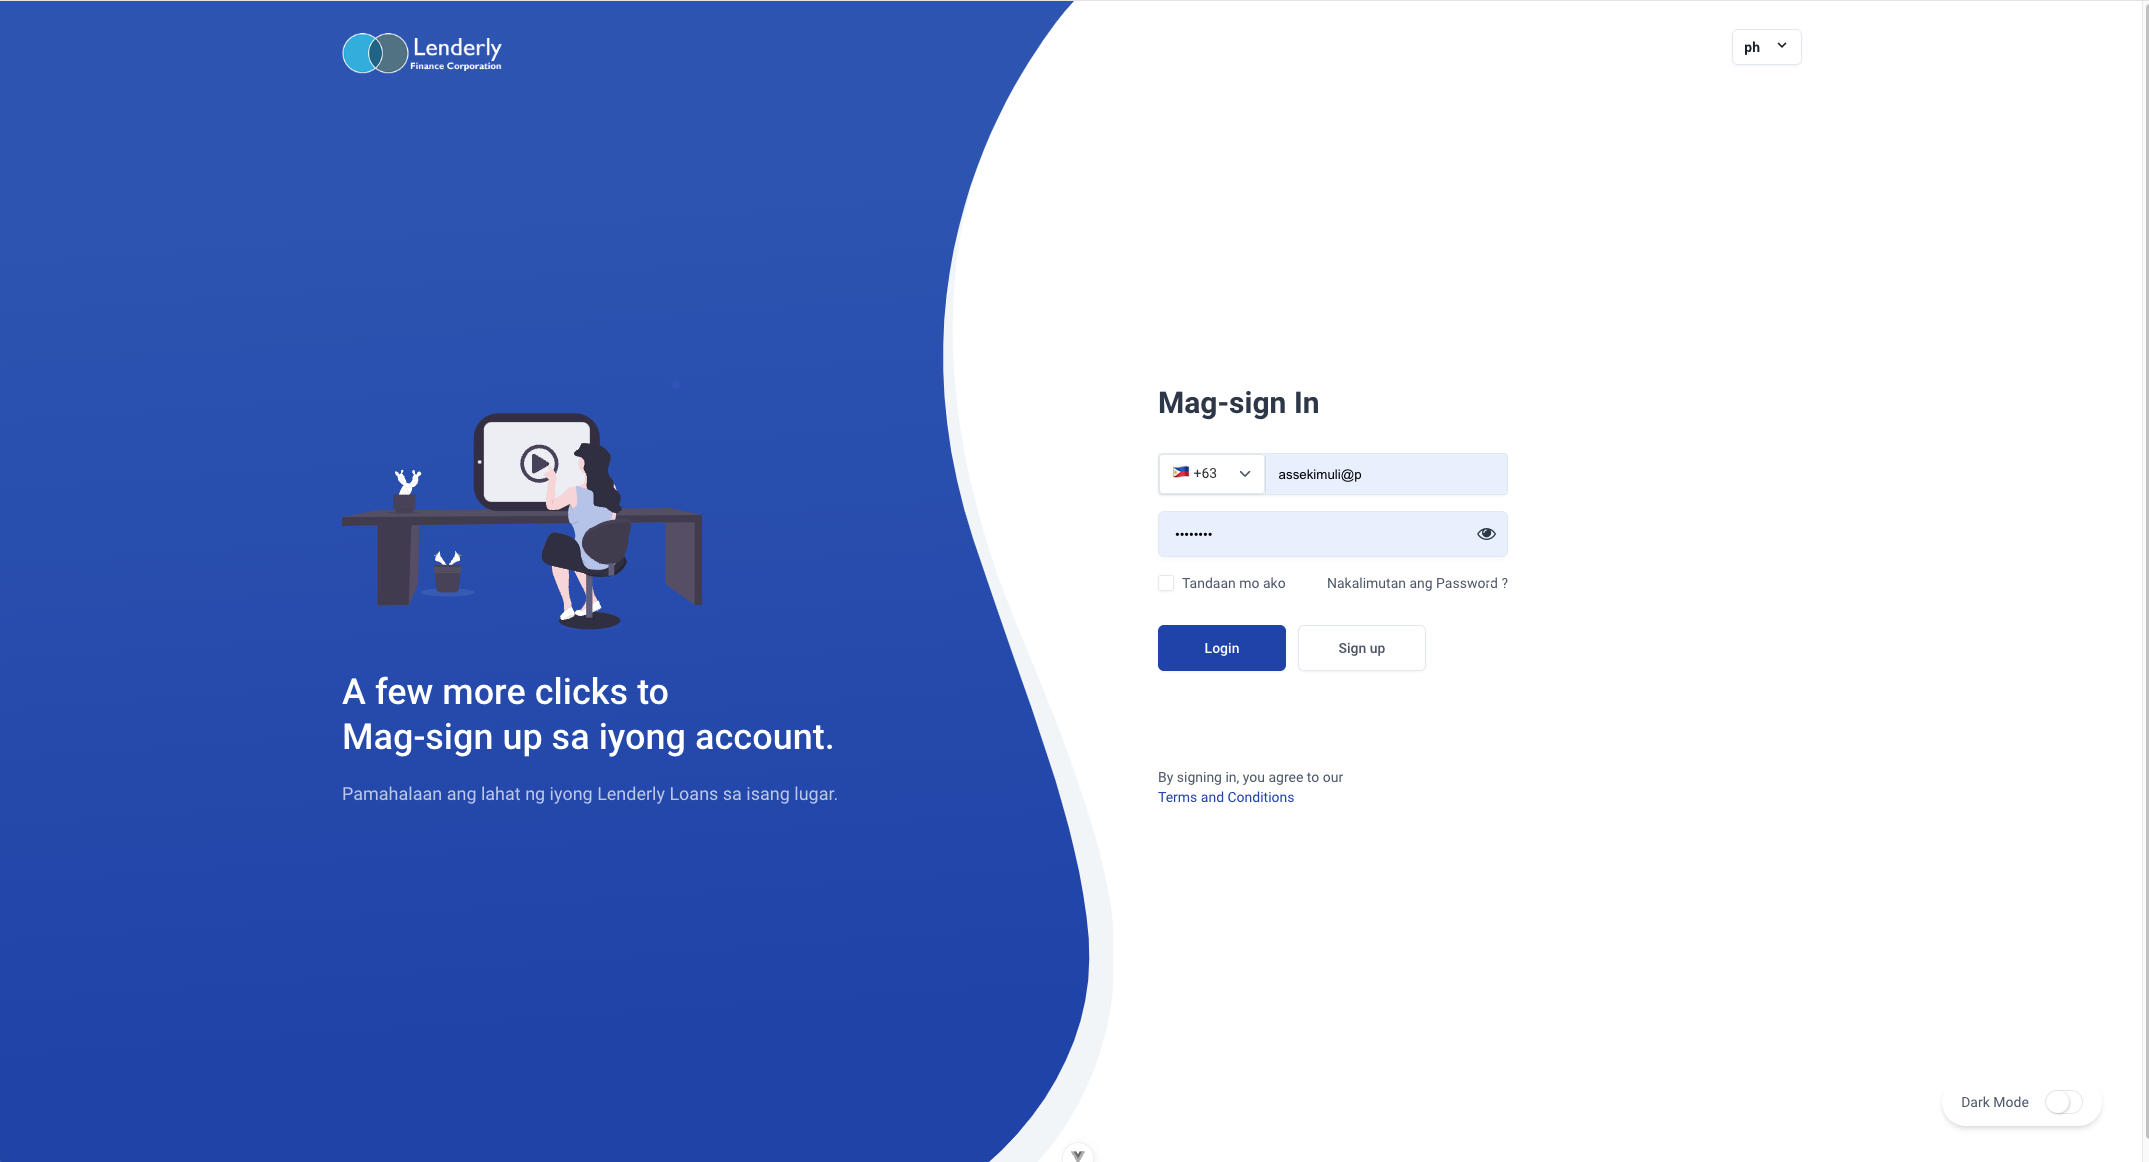 Lenderly
Finance Corporation
ph
Mag-sign In
+63
assekimuli@p
••••••••
Tandaan mo ako
Nakalimutan ang Password ?
Login
Sign up
A few more clicks to
Mag-sign up sa iyong account.
Pamahalaan ang lahat ng iyong Lenderly Loans sa isang lugar.
By signing in, you agree to our
Terms and Conditions
Dark Mode